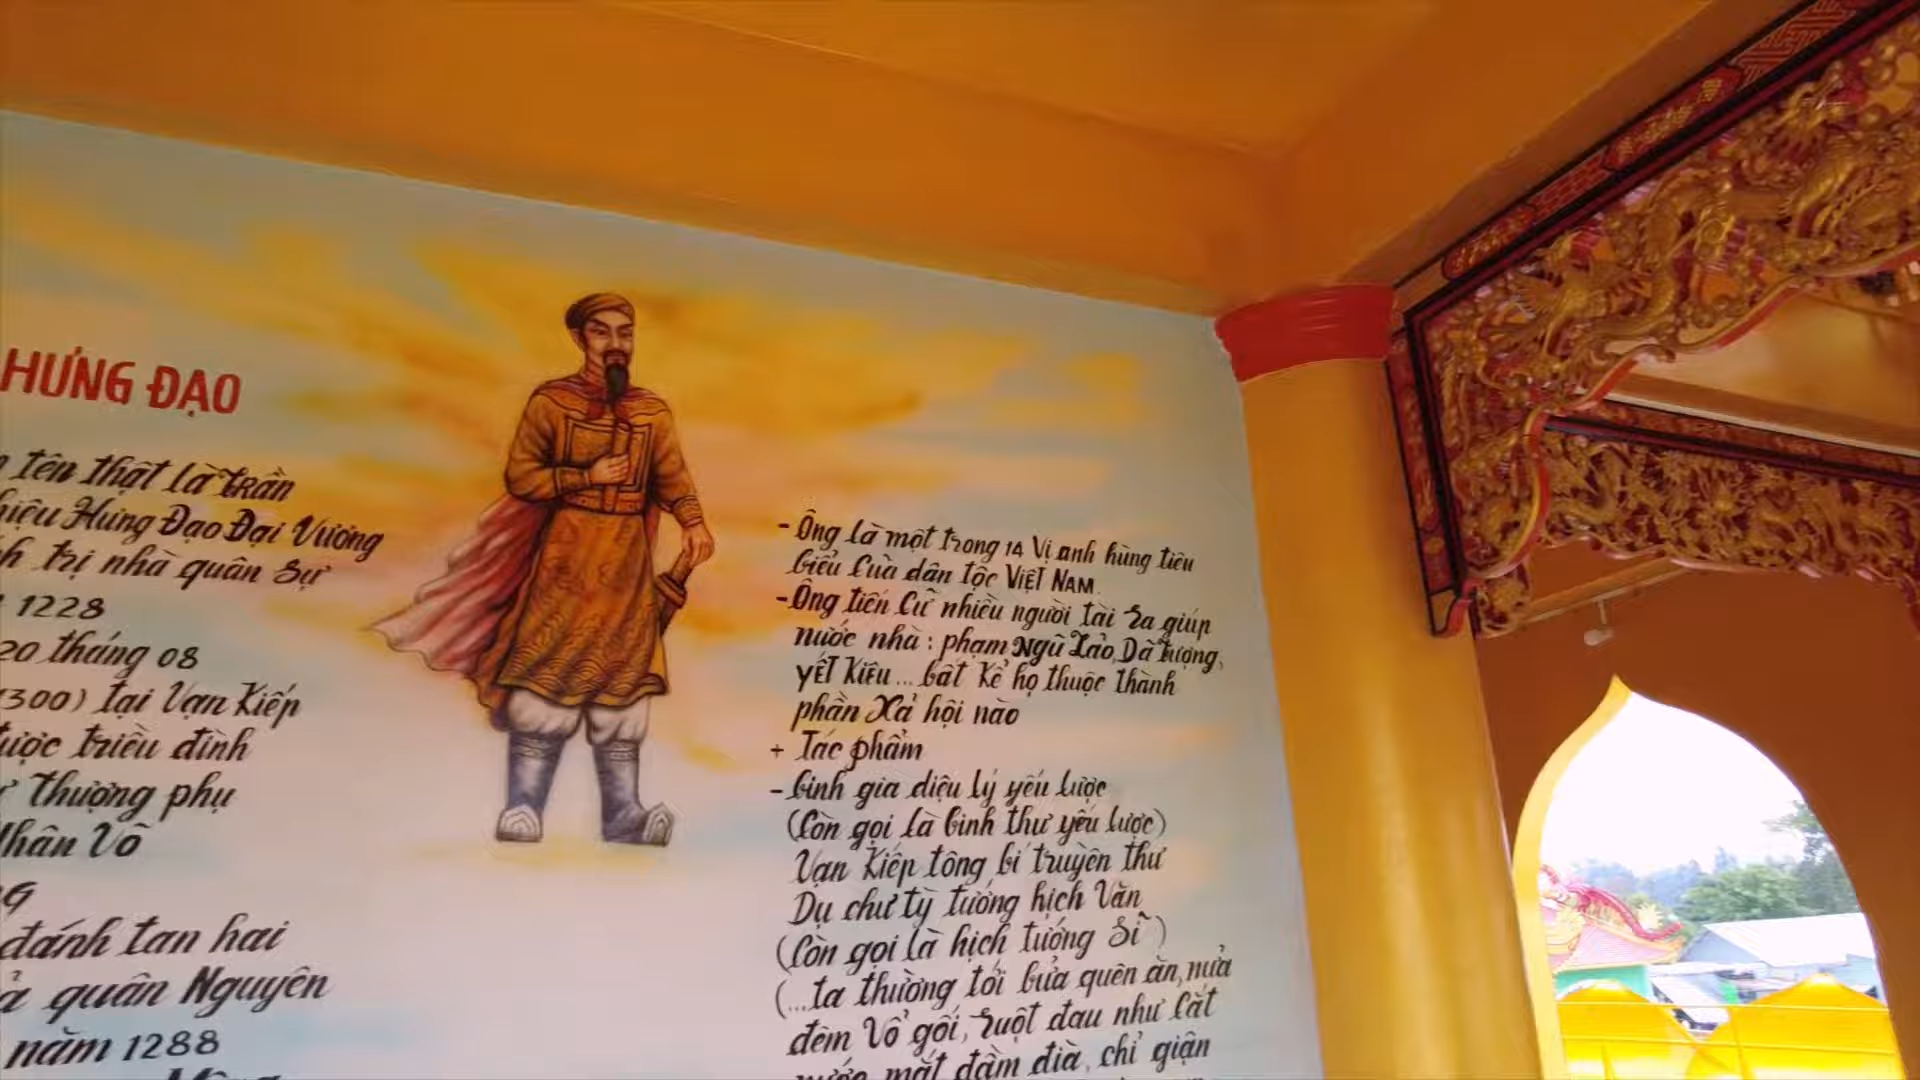 HƯNG ĐẠO
tên thật là trần
hiệu Hưng Đạo Đại Vương
trị nhà quân sự
1228
20 tháng 08
1300) tại Vạn Kiếp
được triều đình
thượng phụ
Nhân Võ
đánh tan hai
quân Nguyên
năm 1288
- Ông là một trong 14 Vị anh hùng tiêu
biểu Của dân tộc VIỆT NAM.
- Ông tiến Cử nhiều người tài ra giúp
nước nhà: phạm Ngũ Lảo, Dã tượng,
YẾT KIÊU... bất Kể họ thuộc thành
phần Xả hội nào
+ Tác phẩm
- binh gia diệu lý yếu lược
(Còn gọi là binh thư yếu lược)
Vạn Kiếp tông bí truyền thư
Dụ chư tỳ tướng hịch Văn
(Còn gọi là hịch tướng Sĩ)
(...ta thường tới bửa quên ăn, nửa
đêm Vổ gối, ruột đau như Cắt
nước mắt đầm đìa, chỉ giận